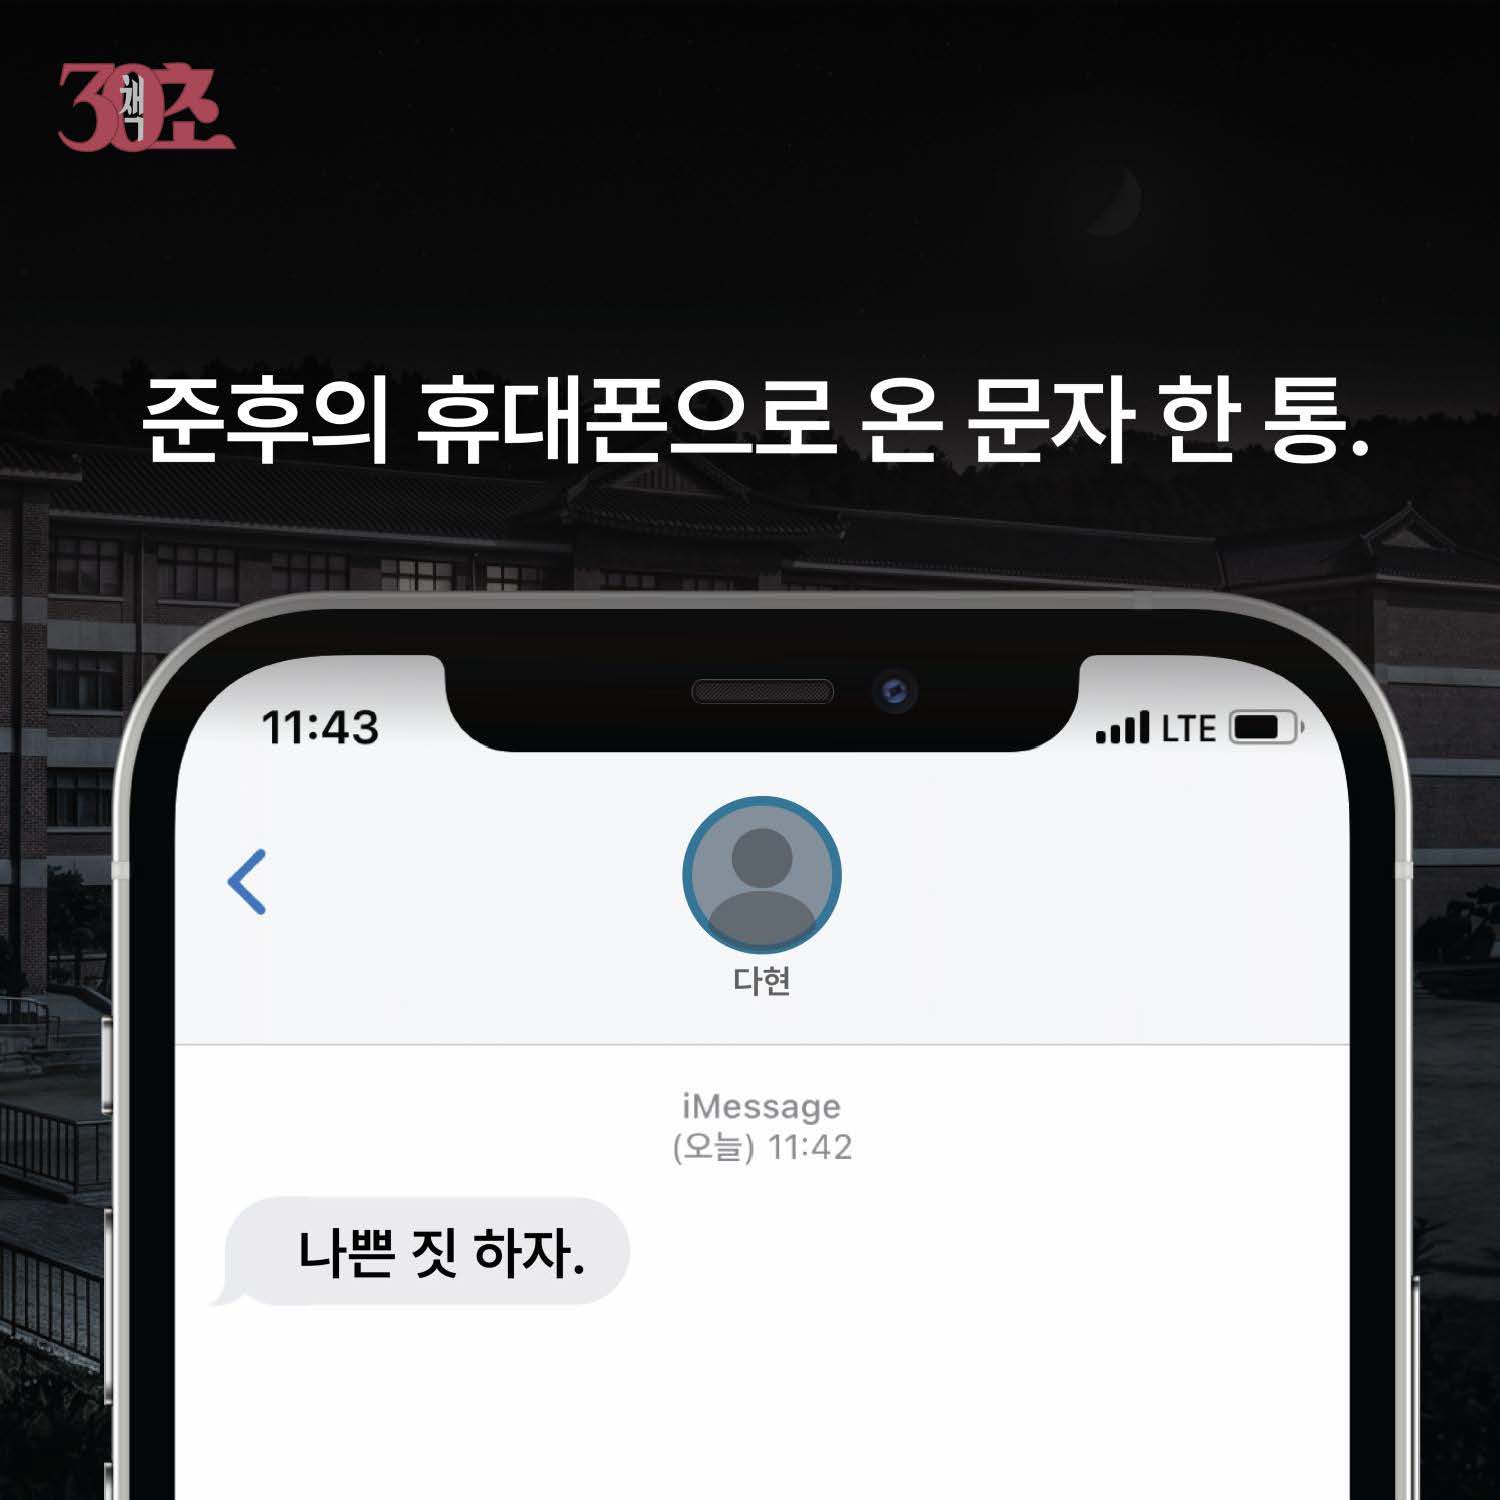 30초
책
준후의 휴대폰으로 온 문자 한 통.
11:43
LTE
다현
iMessage
(오늘) 11:42
나쁜 짓 하자.